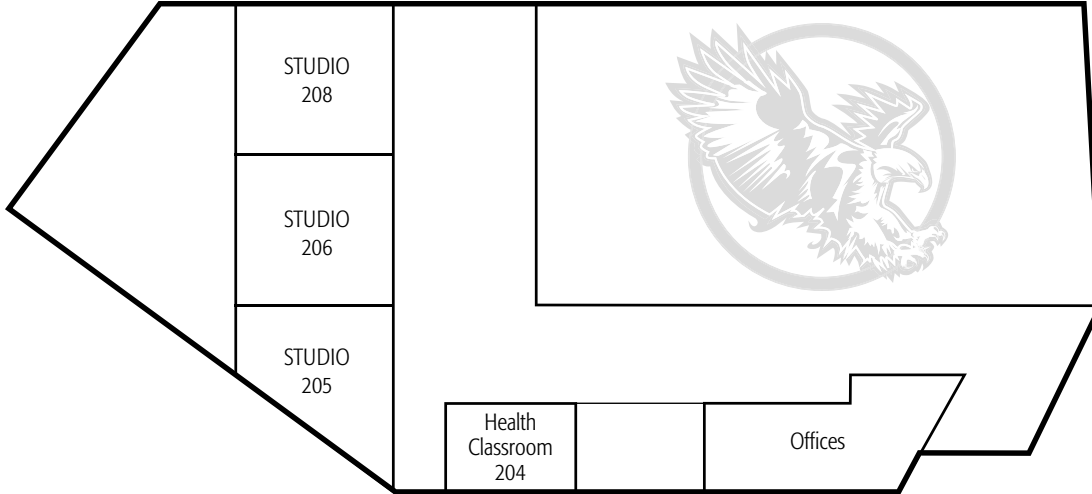 STUDIO
208
STUDIO
206
STUDIO
205
Health
Classroom
204
Offices